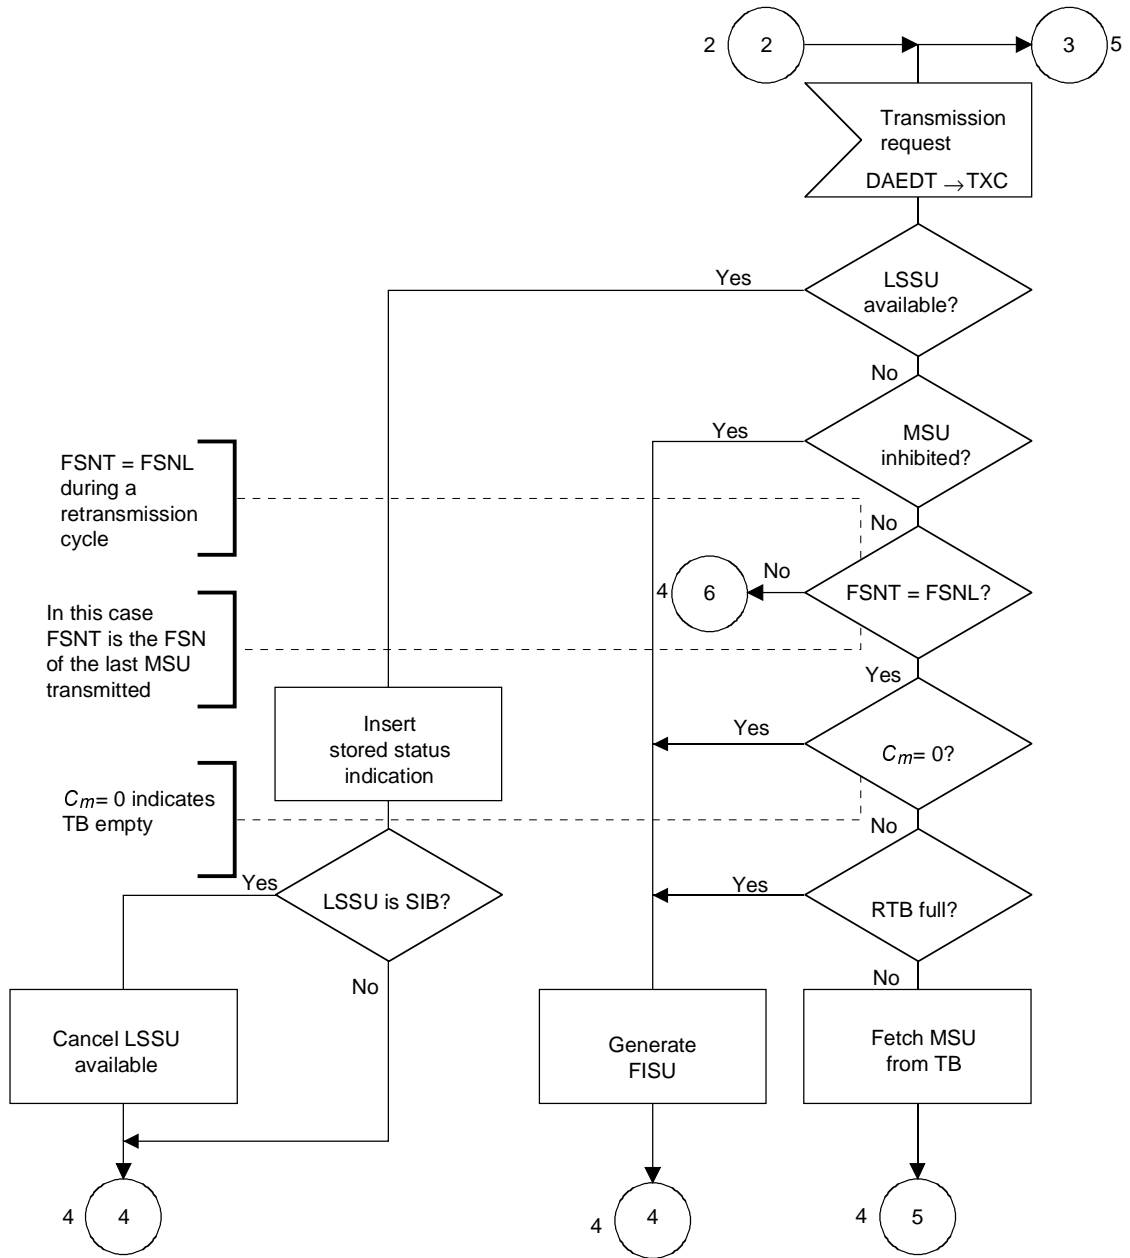 2
2
3
5
Transmission
request
DAEDT → TXC
Yes
LSSU
available?
No
Yes
MSU
inhibited?
FSNT = FSNL
during a
retransmission
cycle
No
No
4
6
FSNT = FSNL?
In this case
FSNT is the FSN
of the last MSU
transmitted
Yes
Insert
stored status
indication
Yes
Cm= 0?
Cm= 0 indicates
TB empty
No
Yes
LSSU is SIB?
Yes
RTB full?
No
No
Cancel LSSU
available
Generate
FISU
Fetch MSU
from TB
4
4
4
4
4
5